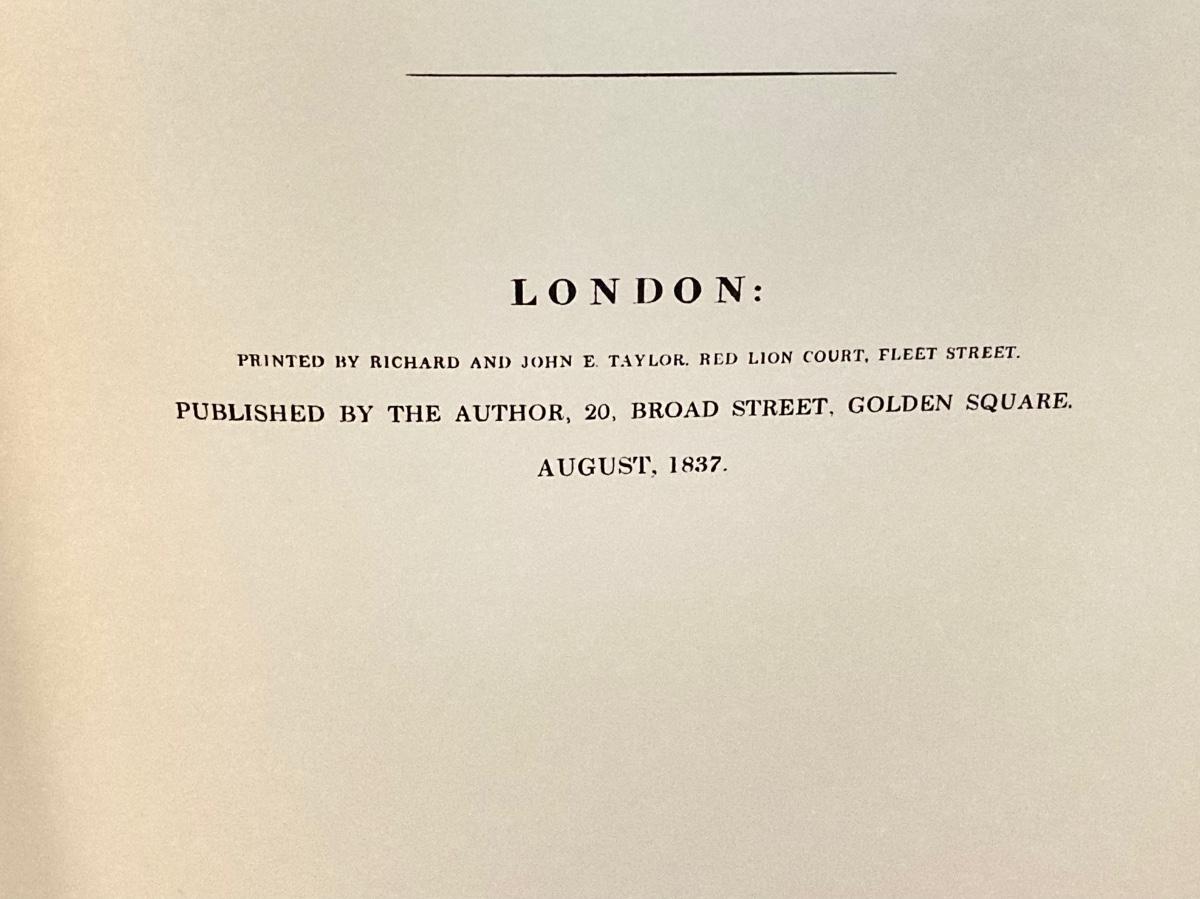 LONDON:
PRINTED BY RICHARD AND JOHN E. TAYLOR. RED LION COURT, FLEET STREET.
PUBLISHED BY THE AUTHOR, 20, BROAD STREET, GOLDEN SQUARE.
AUGUST, 1837.